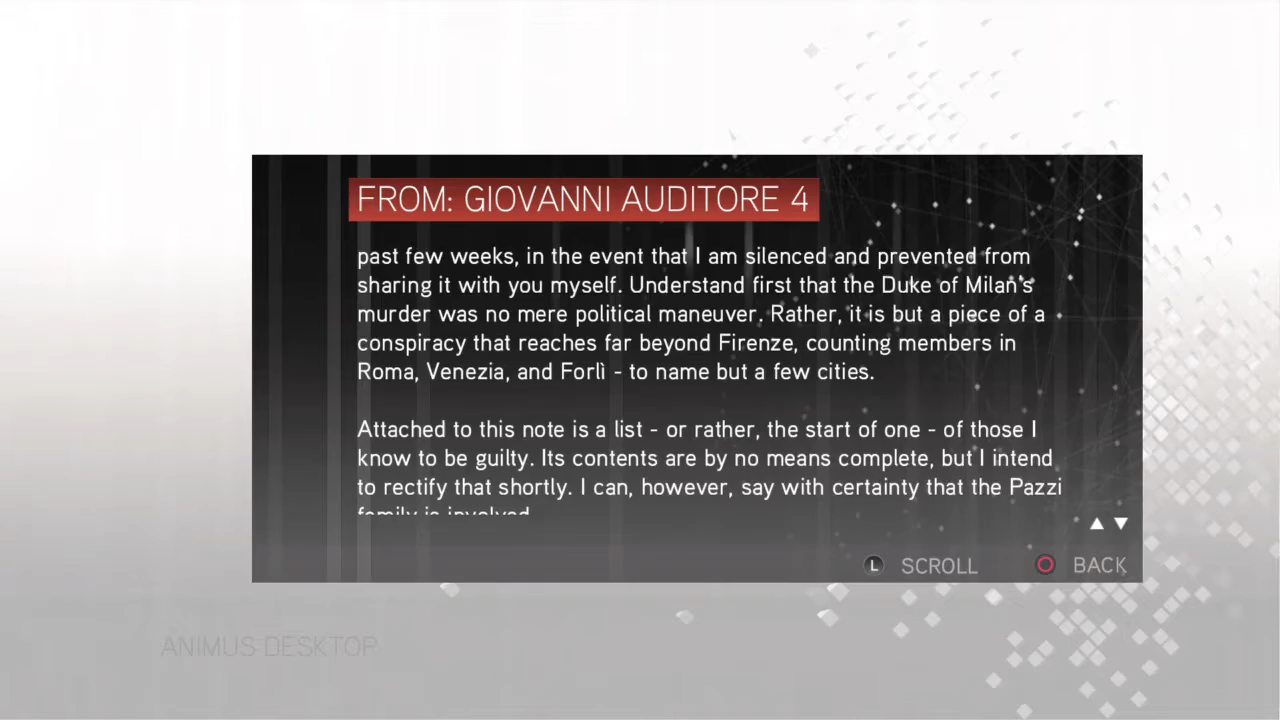 FROM: GIOVANNI AUDITORE 4
past few weeks, in the event that I am silenced and prevented from
sharing it with you myself. Understand first that the Duke of Milan's
murder was no mere political maneuver. Rather, it is but a piece of a
conspiracy that reaches far beyond Firenze, counting members in
Roma, Venezia, and Forlì - to name but a few cities.
Attached to this note is a list - or rather, the start of one - of those I
know to be guilty. Its contents are by no means complete, but I intend
to rectify that shortly. I can, however, say with certainty that the Pazzi
family is involved
L SCROLL BACK
ANIMUS DESKTOP